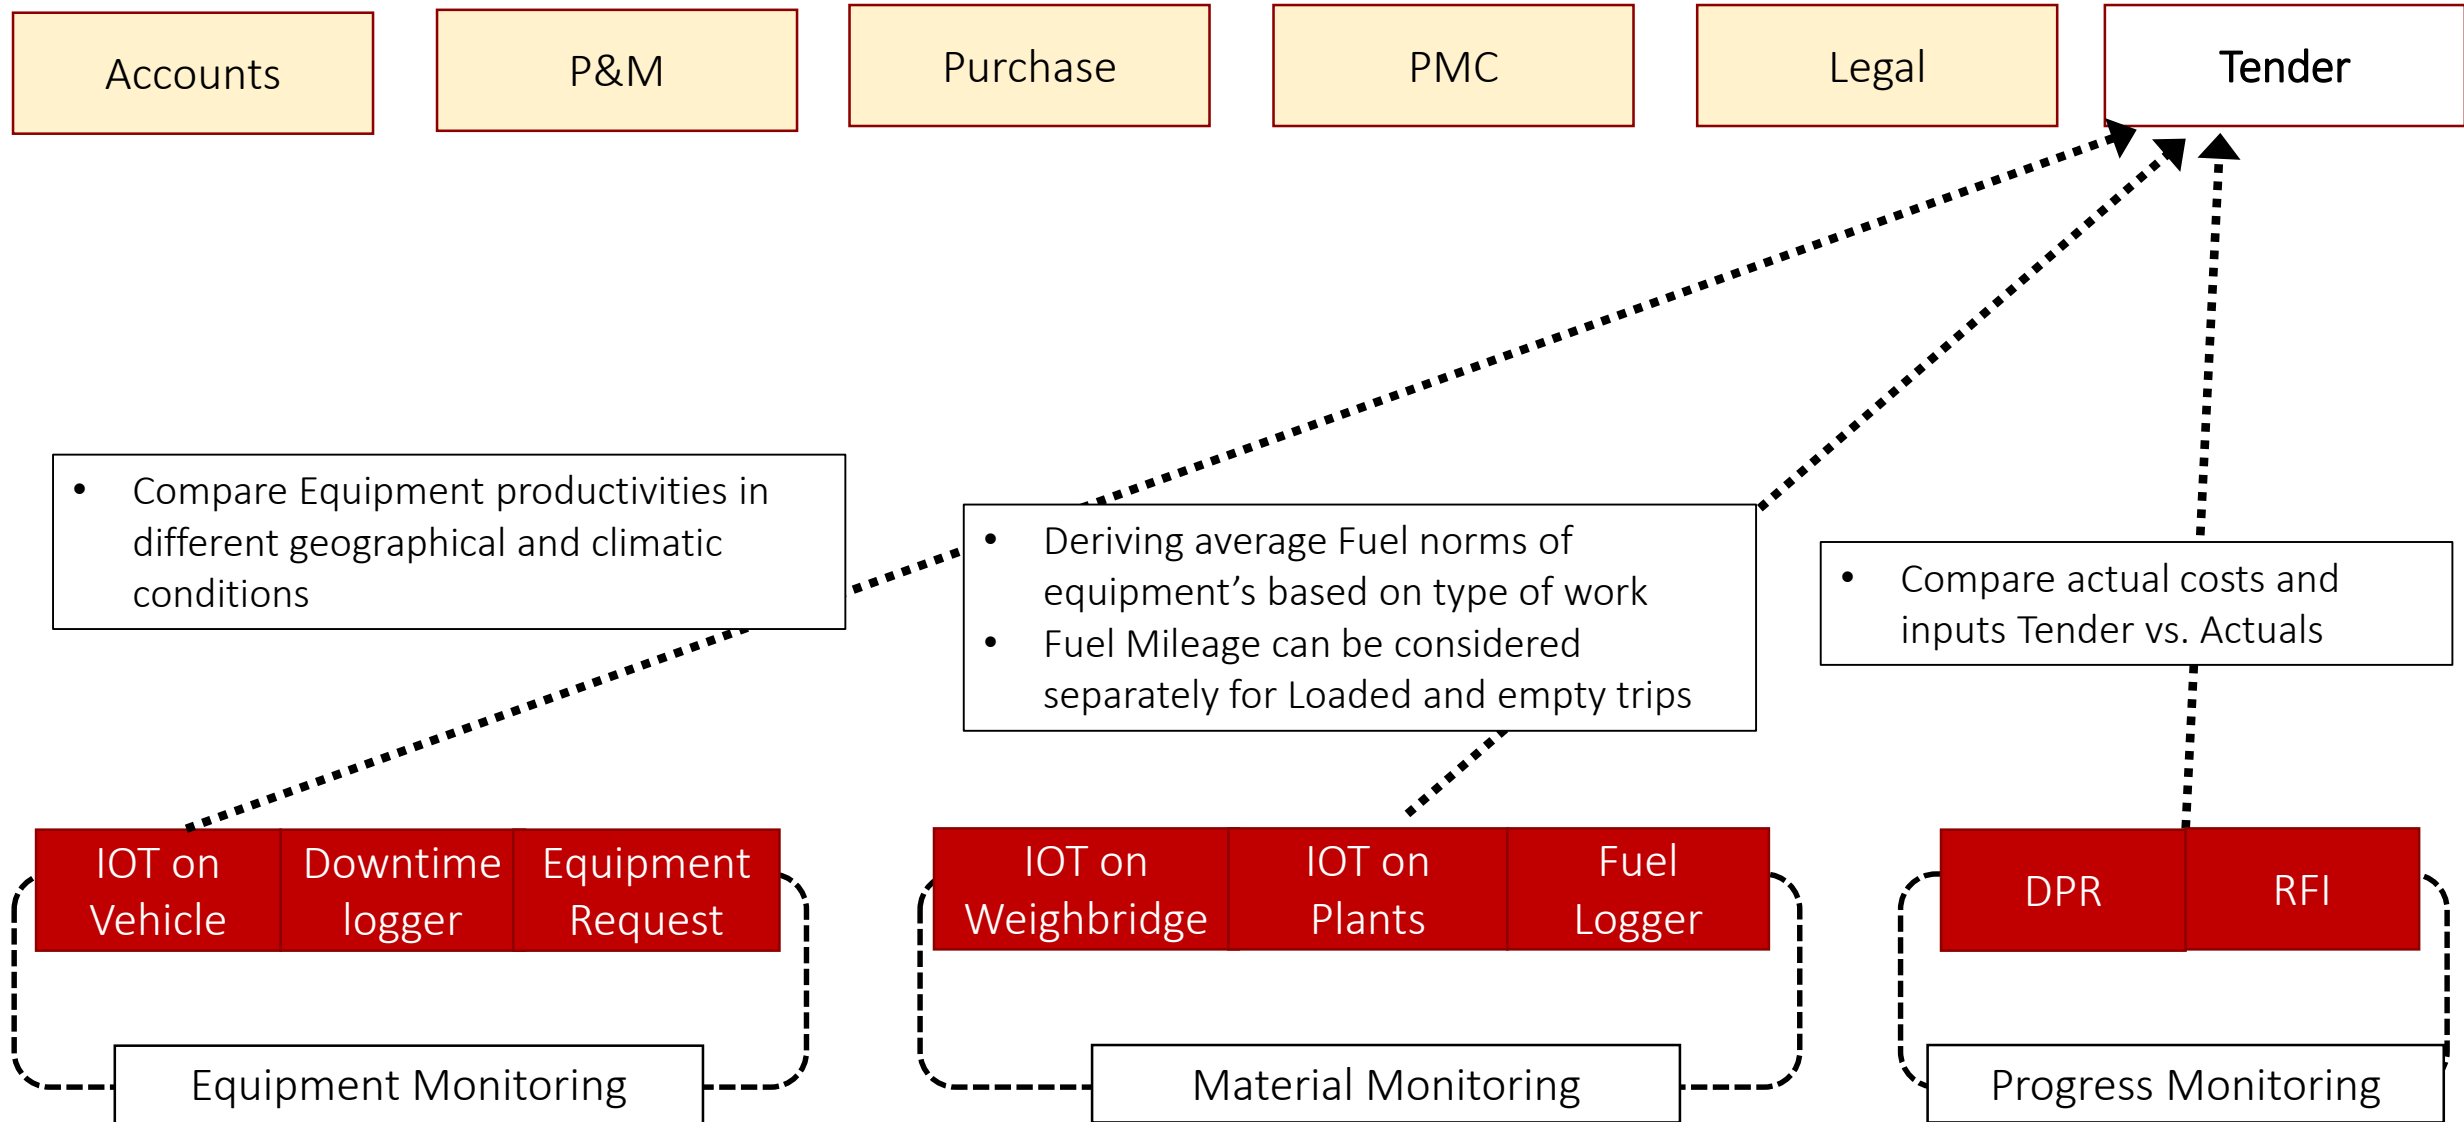 Accounts
P&M
Purchase
PMC
Legal
Tender
• Compare Equipment productivities in
different geographical and climatic
conditions
• Deriving average Fuel norms of
equipment’s based on type of work
• Fuel Mileage can be considered
separately for Loaded and empty trips
• Compare actual costs and
inputs Tender vs. Actuals
IOT on
Vehicle
Downtime
logger
Equipment
Request
IOT on
Weighbridge
IOT on
Plants
Fuel
Logger
DPR
RFI
Equipment Monitoring
Material Monitoring
Progress Monitoring